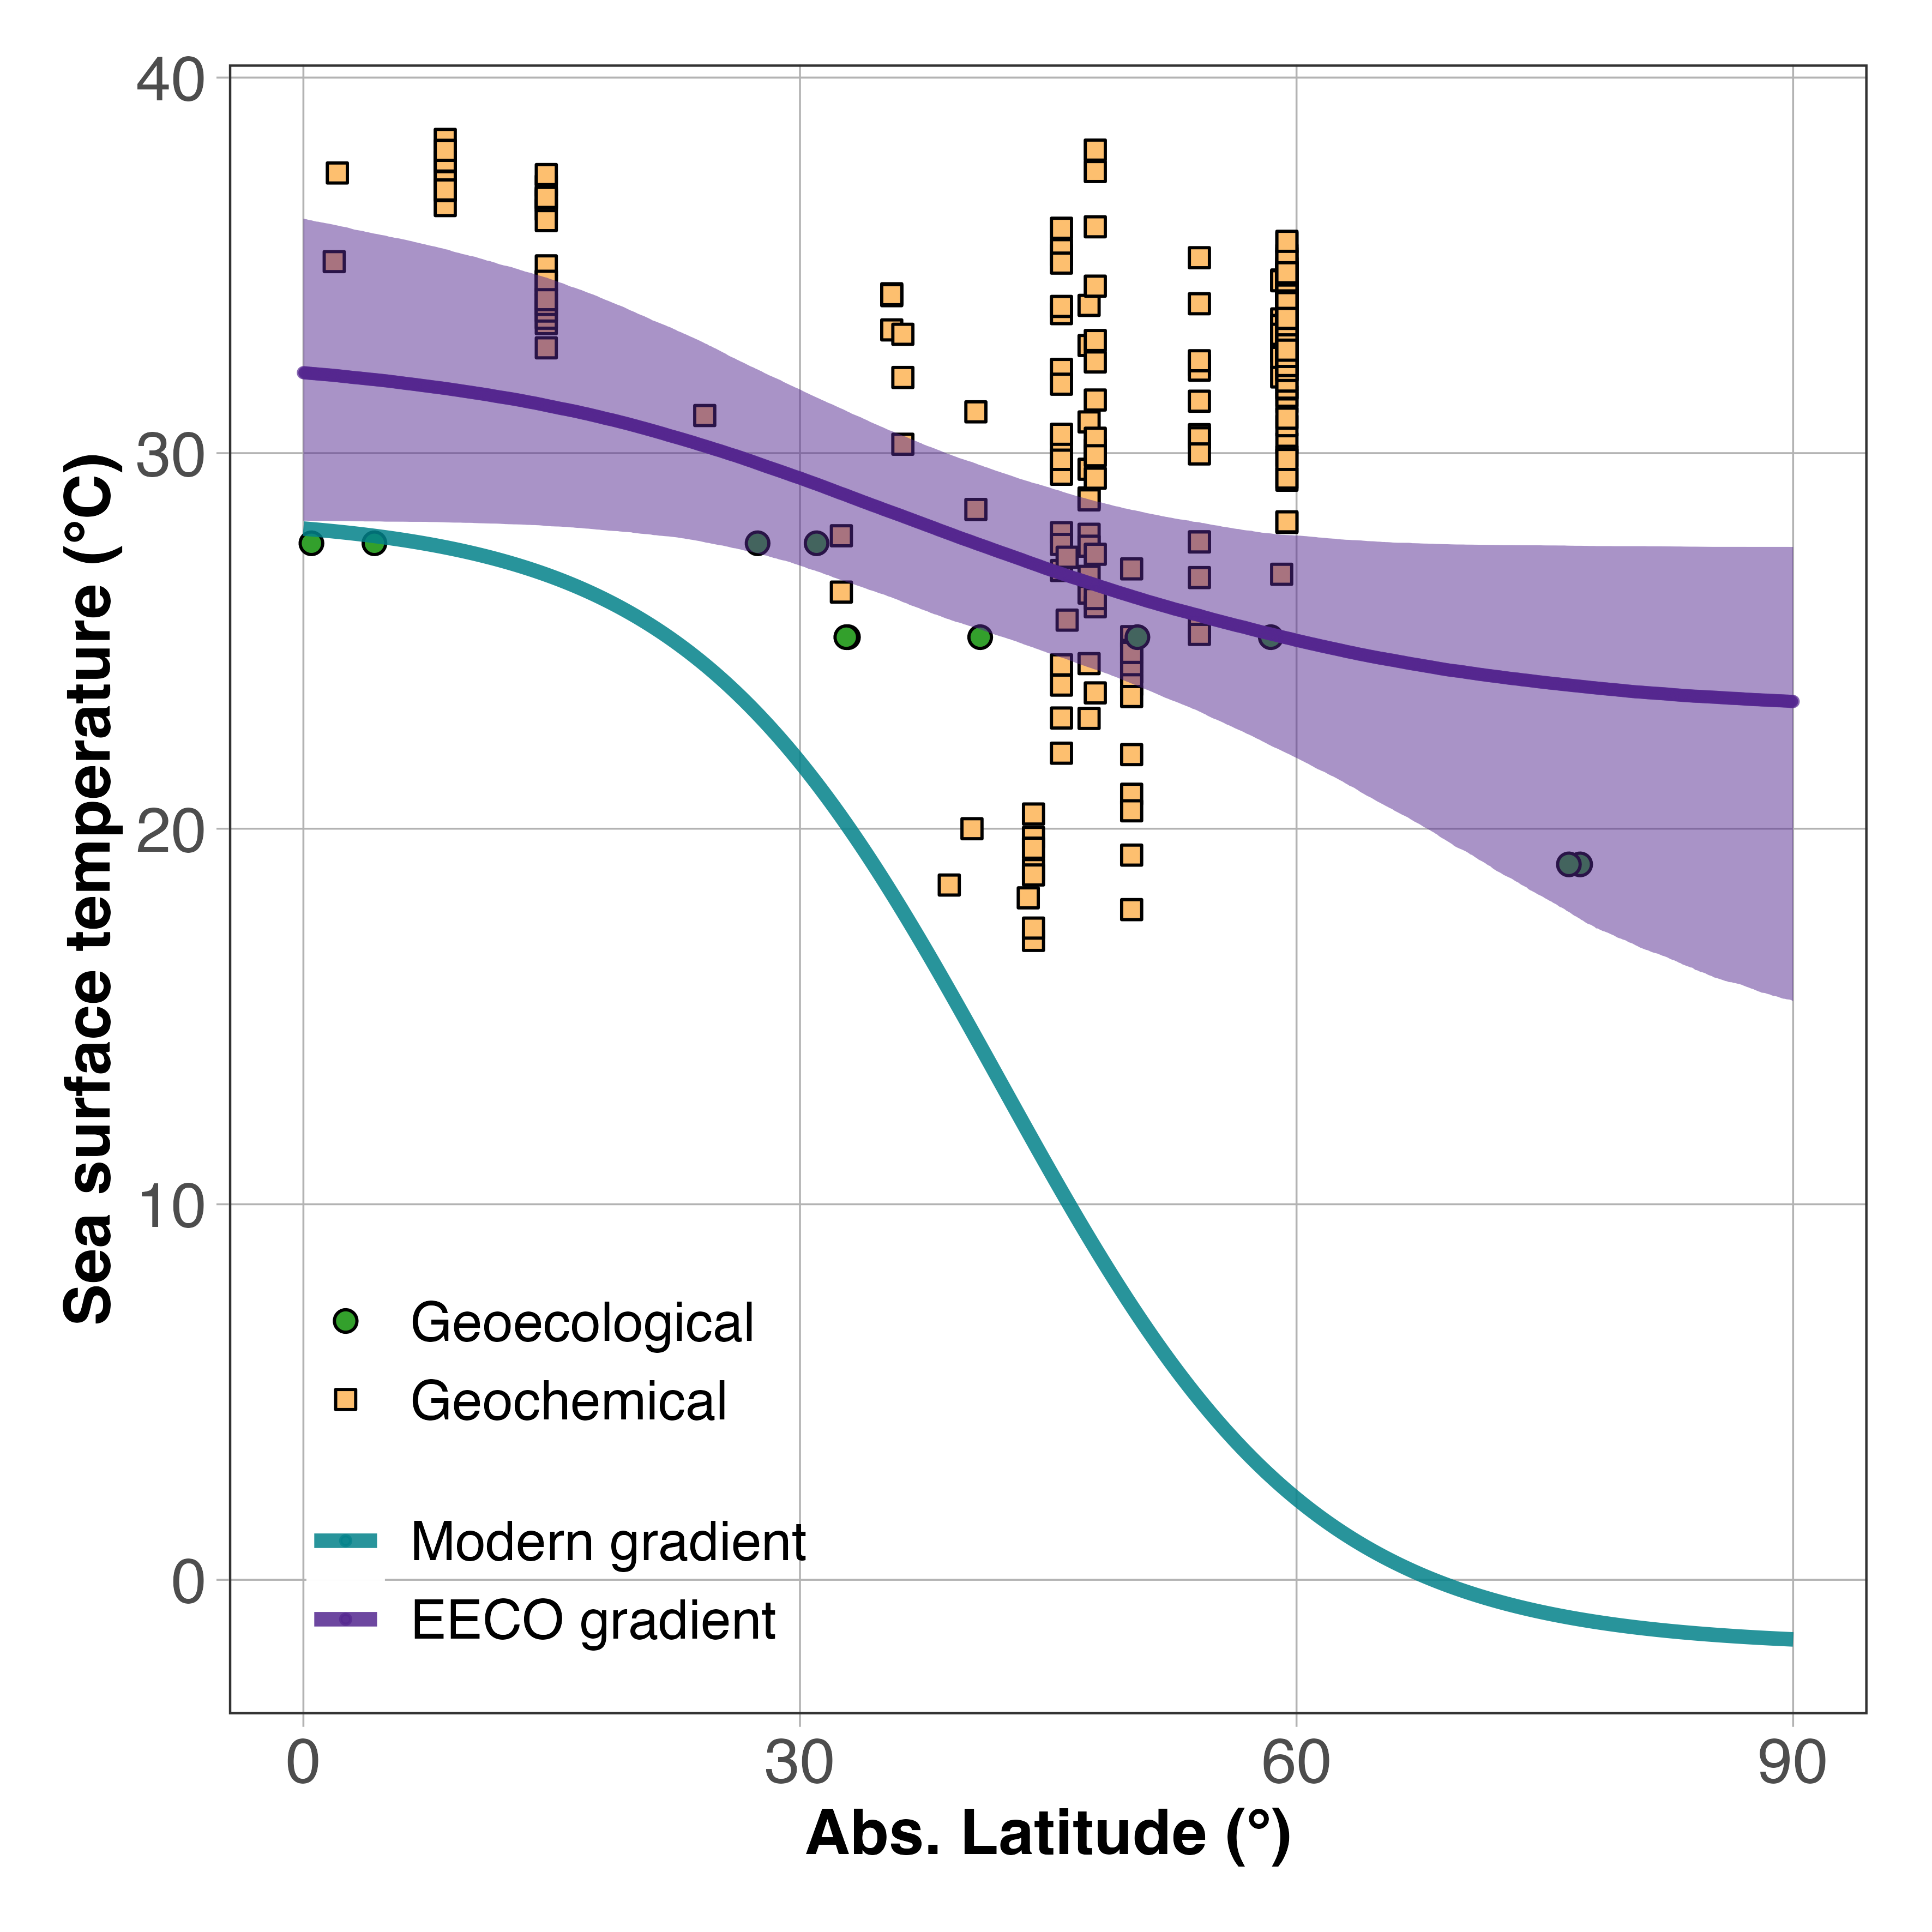 40
30
20
10
0
Sea surface temperature (°C)
Geoecological
Geochemical
Modern gradient
EECO gradient
0 30 60 90
Abs. Latitude (°)